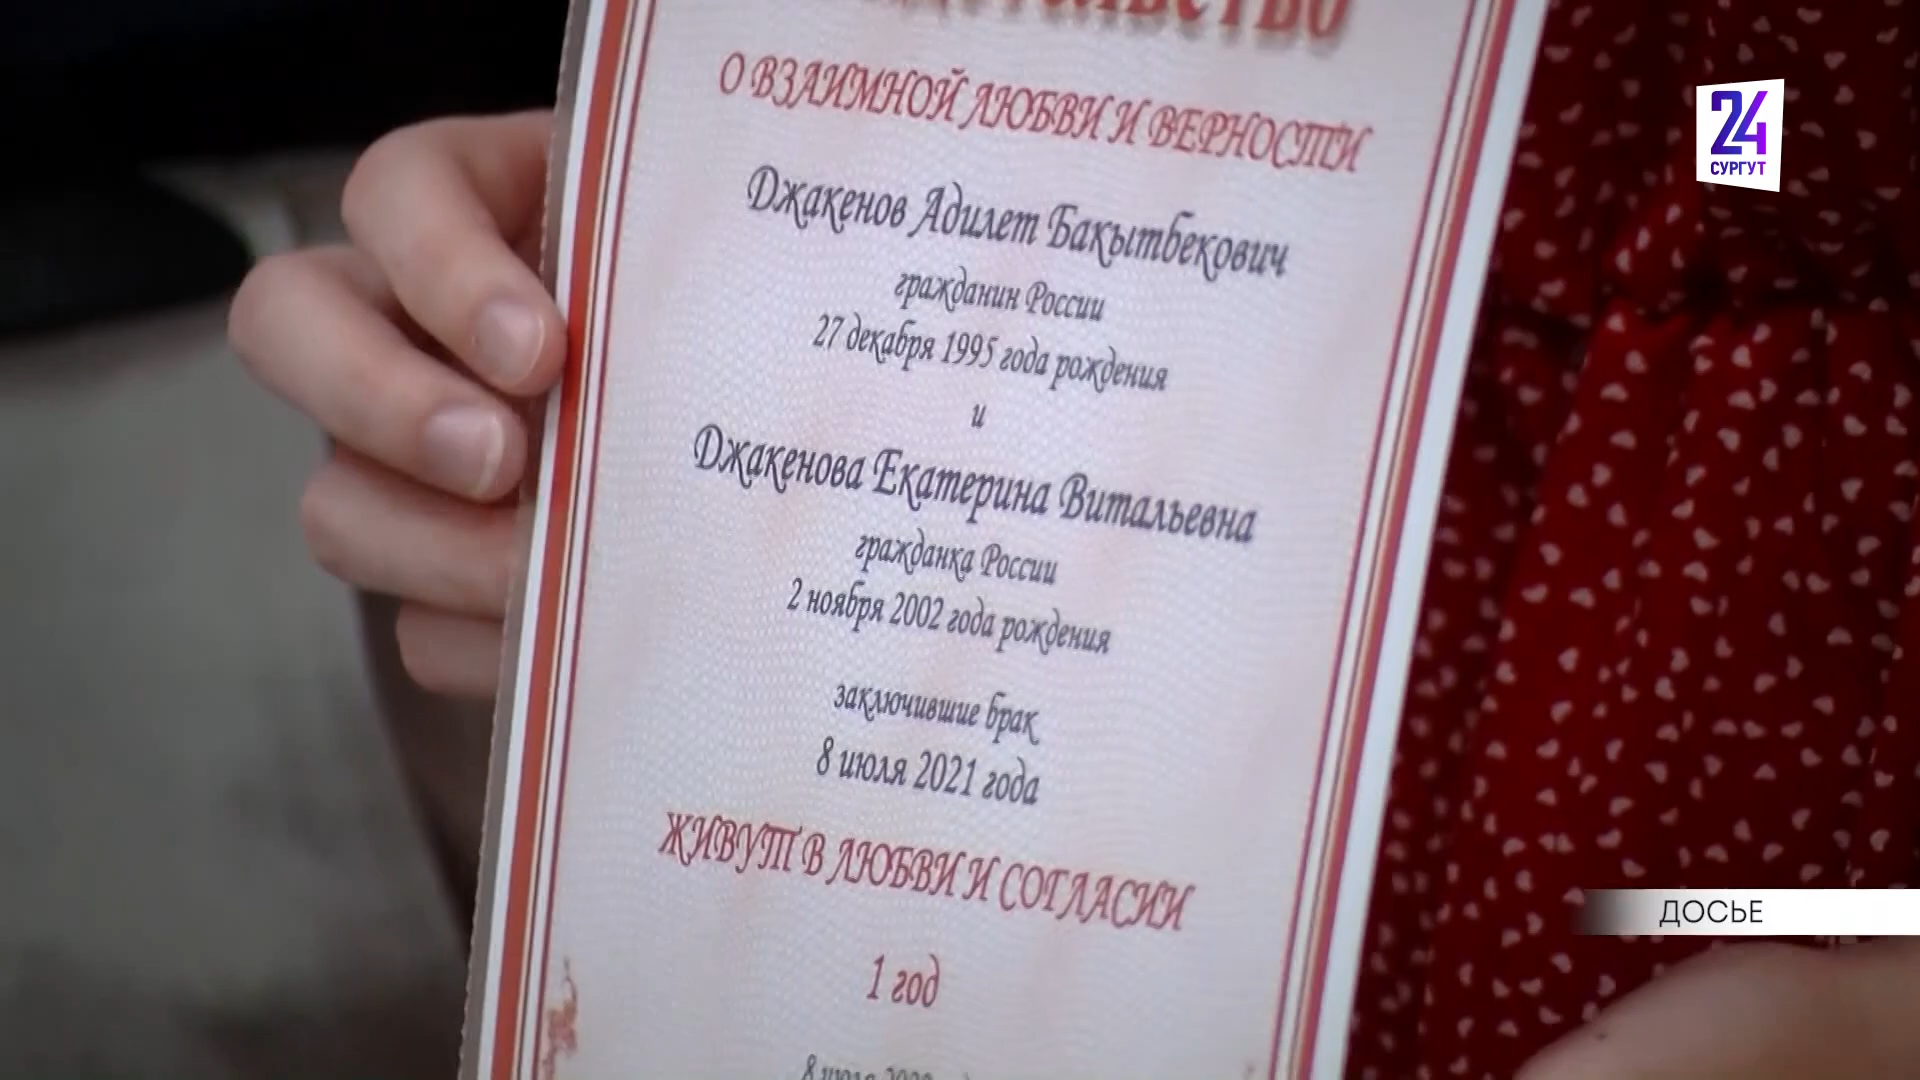 О ВЗАИМНОЙ ЛЮБВИ И ВЕРНОСТИ
Джакенов Адилет Бакытбекович
гражданин России
27 декабря 1995 года рождения
и
Джакенова Екатерина Витальевна
гражданка России
2 ноября 2002 года рождения
заключившие брак
8 июля 2021 года
ЖИВУТ В ЛЮБВИ И СОГЛАСИИ
1 год
24
СУРГУТ
ДОСЬЕ